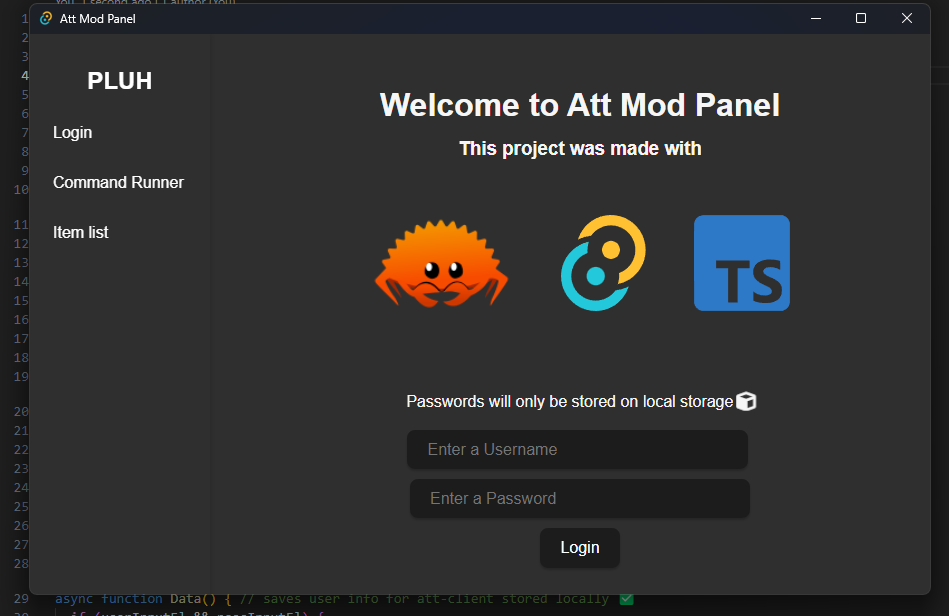 You, 1 second ago | 1 author (You)
Att Mod Panel
PLUH
Login
Command Runner
Item list
Welcome to Att Mod Panel
This project was made with
TS
Passwords will only be stored on local storage
Enter a Username
Enter a Password
Login
1
2
3
4
5
6
7
8
9
10
11
12
13
14
15
16
17
18
19
20
21
22
23
24
25
26
27
28
29 async function Data() { // saves user info for att-client stored locally ✅
30